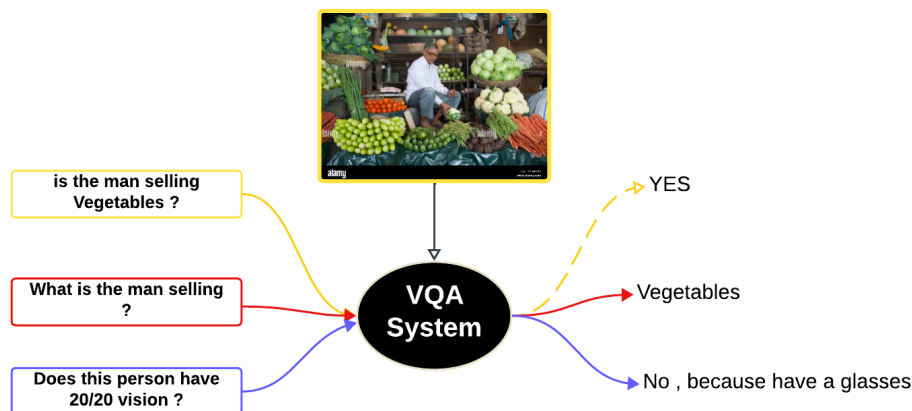 alamy
is the man selling
Vegetables ?
What is the man selling
?
Does this person have
20/20 vision ?
VQA
System
YES
Vegetables
No , because have a glasses